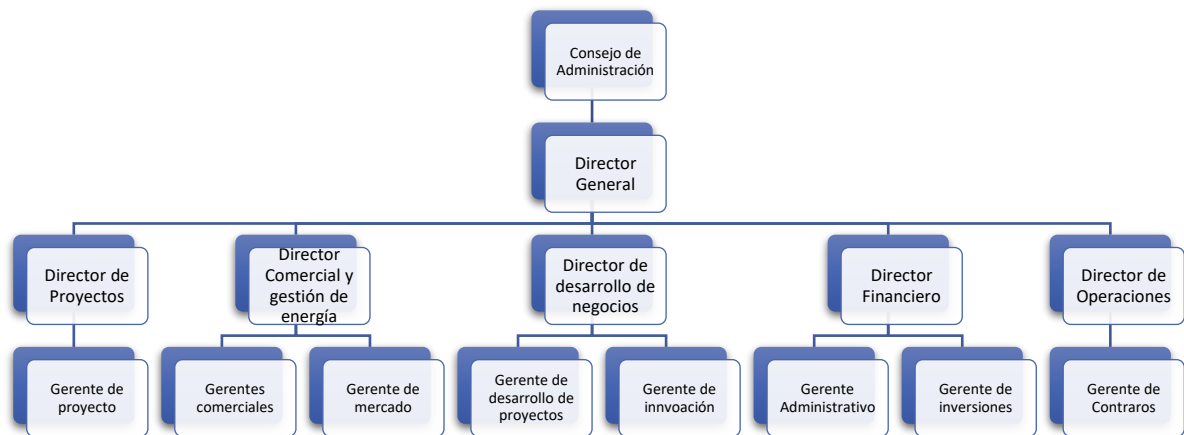 Consejo de
Administración
Director
General
Director de
Proyectos
Director
Comercial y
gestión de
energía
Director de
desarrollo de
negocios
Director
Financiero
Director de
Operaciones
Gerente de
proyecto
Gerentes
comerciales
Gerente de
mercado
Gerente de
desarrollo de
proyectos
Gerente de
innvoación
Gerente
Administrativo
Gerente de
inversiones
Gerente de
Contraros